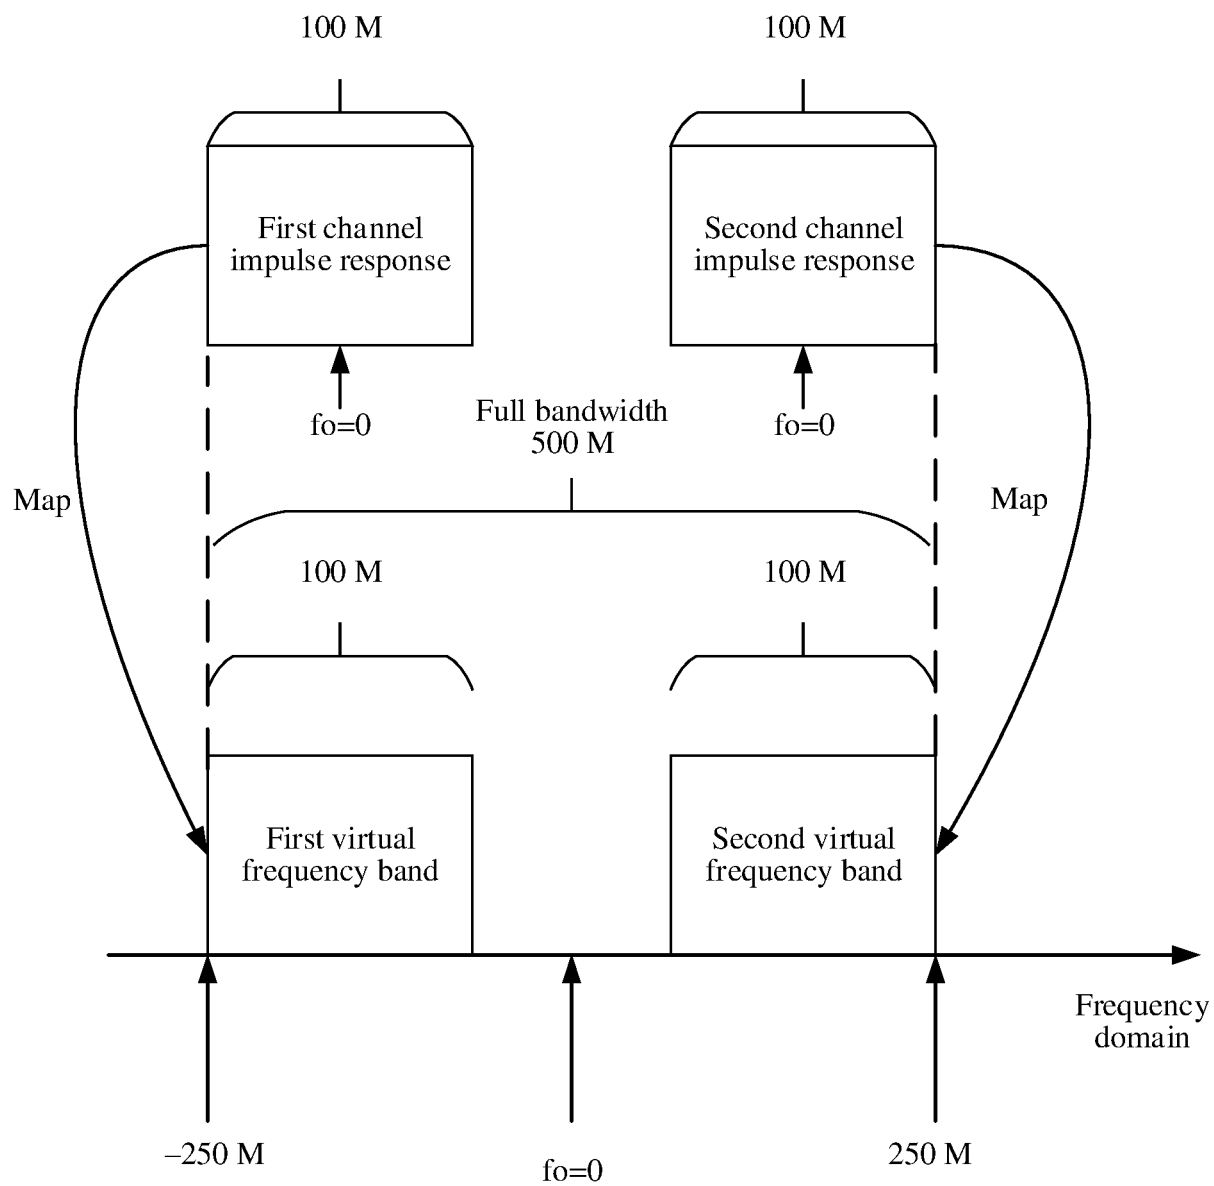 100 M
100 M
First channel
impulse response
Second channel
impulse response
fo=0
fo=0
Full bandwidth
500 M
Map
Map
100 M
100 M
First virtual
frequency band
Second virtual
frequency band
Frequency
domain
–250 M
fo=0
250 M